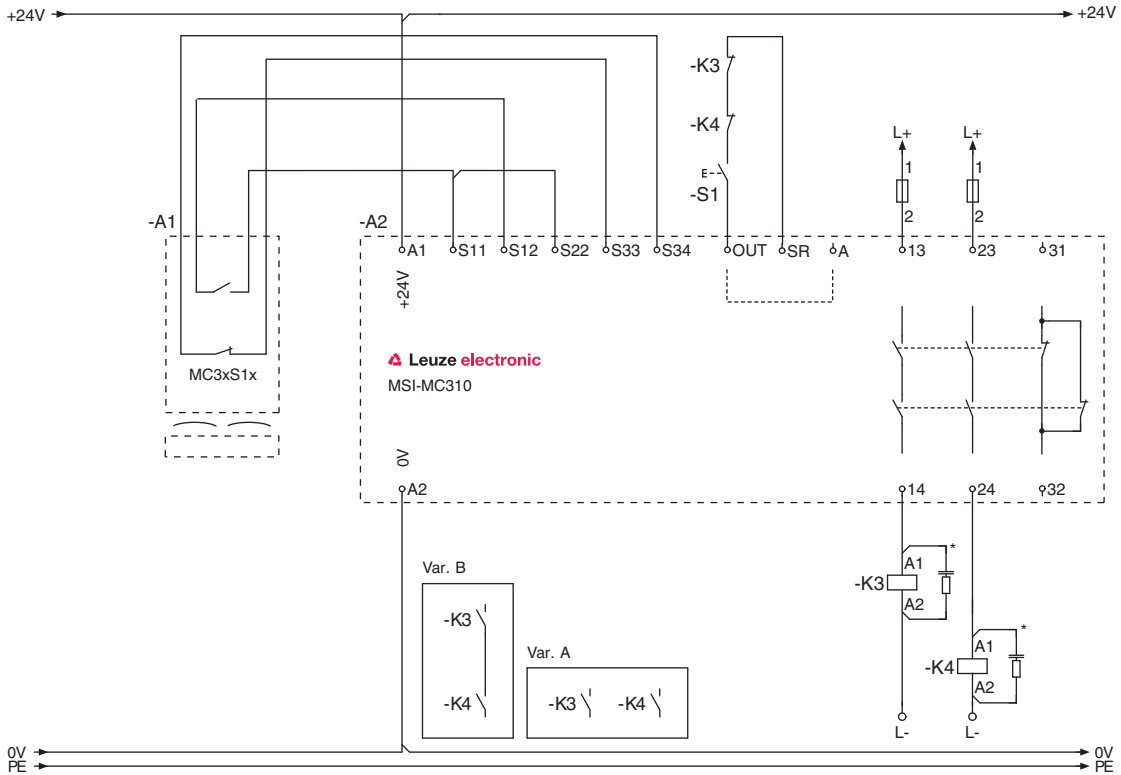 +24V +24V
-K3
-K4
L+ L+
1 1
E
-S1
2 2
-A1 -A2
A1 S11 S12 S22 S33 S34 OUT SR A 13 23 31
+24V
Leuze electronic
MC3xS1x
MSI-MC310
0V
A2 14 24 32
*
Var. B
A1
-K3
A2
-K3
*
Var. A
A1
-K4
A2
-K4 -K3 -K4
L- L-
0V 0V
PE PE